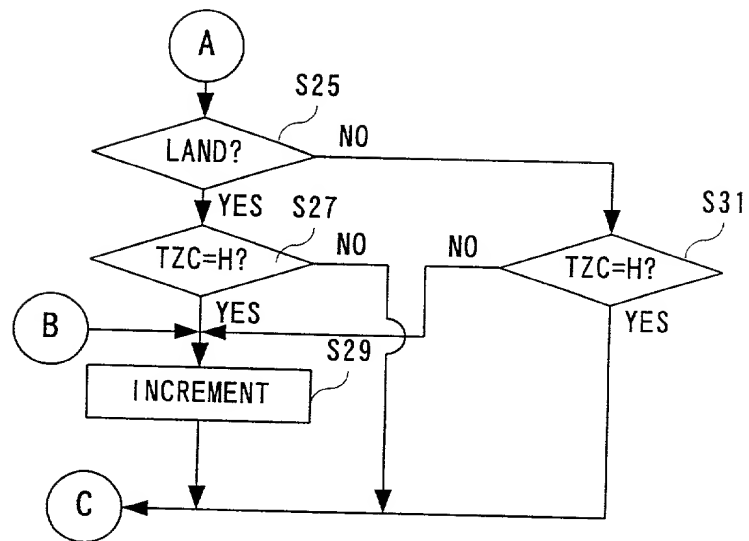 A
S25
LAND?
NO
YES
S27
S31
TZC=H?
NO
NO
TZC=H?
YES
YES
B
S29
INCREMENT
C